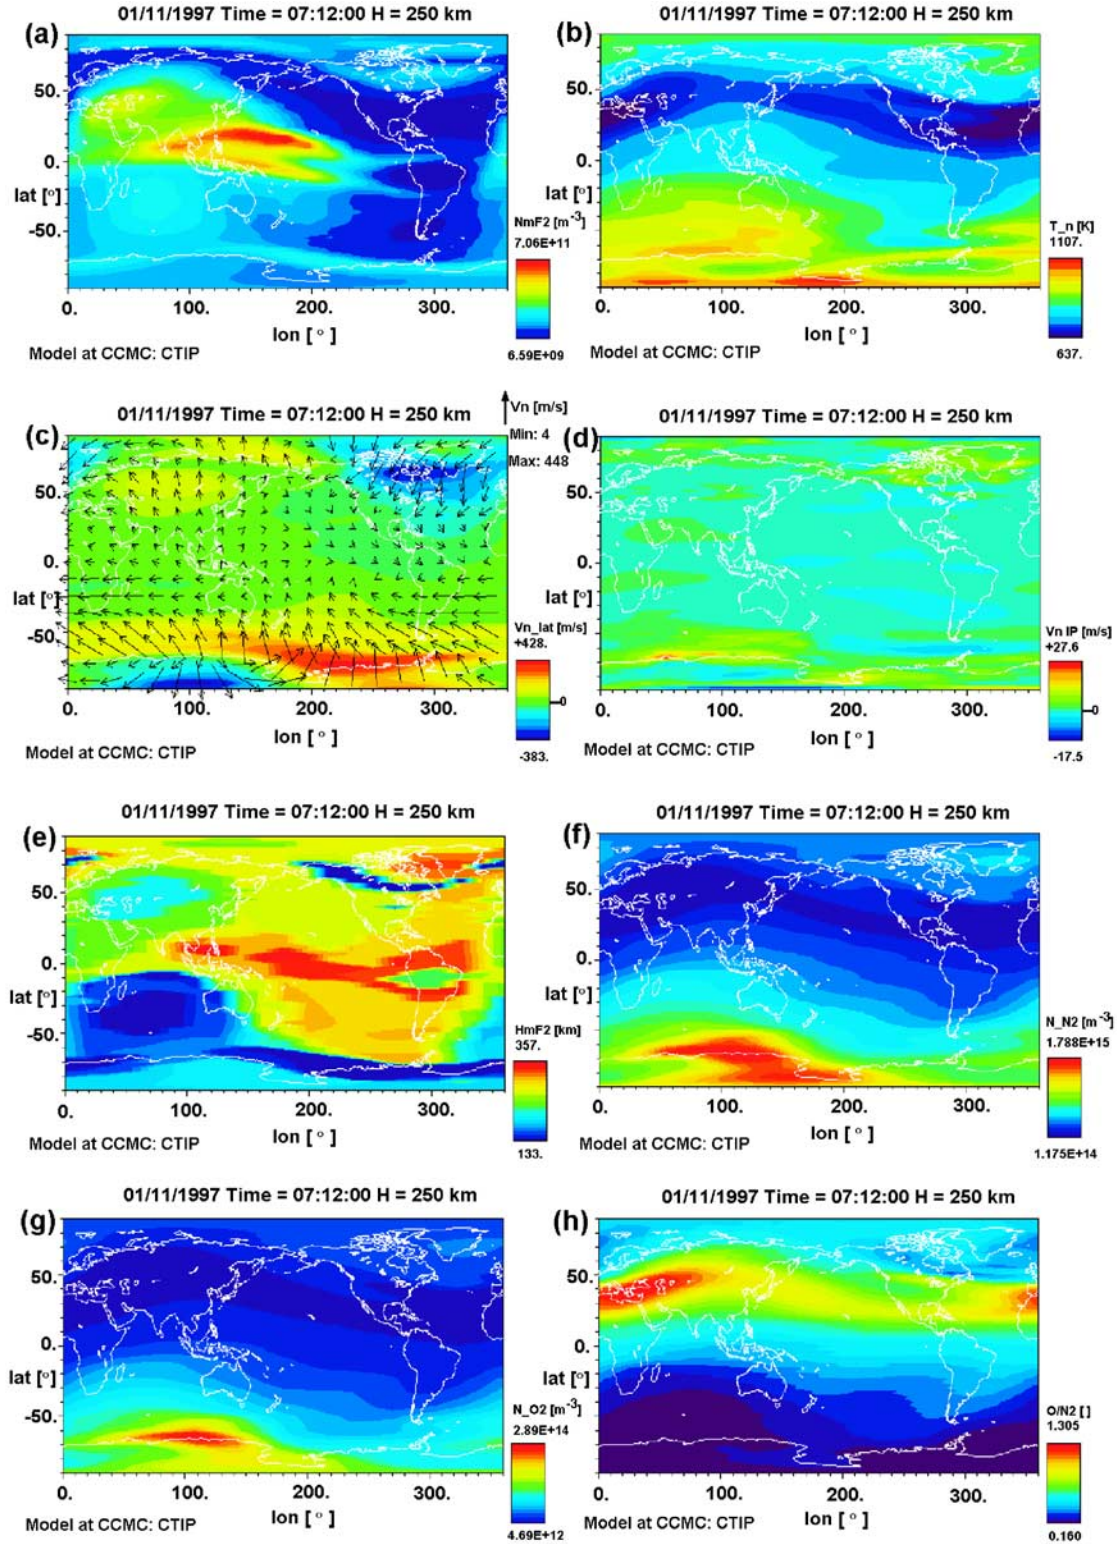 01/11/1997 Time = 07:12:00 H = 250 km
(a)
50.
0.
lat [°]
-50.
NmF2 [m-3]
7.06E+11
6.59E+09
0. 100. 200. 300.
lon [ ° ]
Model at CCMC: CTIP
01/11/1997 Time = 07:12:00 H = 250 km
(b)
50.
0.
lat [°]
-50.
T_n [K]
1107.
637.
0. 100. 200. 300.
lon [ ° ]
Model at CCMC: CTIP
01/11/1997 Time = 07:12:00 H = 250 km
(c)
Vn [m/s]
Min: 4
Max: 448
50.
0.
lat [°]
-50.
Vn_lat [m/s]
+428.
0
-383.
0. 100. 200. 300.
lon [ ° ]
Model at CCMC: CTIP
01/11/1997 Time = 07:12:00 H = 250 km
(d)
50.
0.
lat [°]
-50.
Vn IP [m/s]
+27.6
0
-17.5
0. 100. 200. 300.
lon [ ° ]
Model at CCMC: CTIP
01/11/1997 Time = 07:12:00 H = 250 km
(e)
50.
0.
lat [°]
-50.
HmF2 [km]
357.
133.
0. 100. 200. 300.
lon [ ° ]
Model at CCMC: CTIP
01/11/1997 Time = 07:12:00 H = 250 km
(f)
50.
0.
lat [°]
-50.
N_N2 [m-3]
1.788E+15
1.175E+14
0. 100. 200. 300.
lon [ ° ]
Model at CCMC: CTIP
01/11/1997 Time = 07:12:00 H = 250 km
(g)
50.
0.
lat [°]
-50.
N_O2 [m-3]
2.89E+14
4.69E+12
0. 100. 200. 300.
lon [ ° ]
Model at CCMC: CTIP
01/11/1997 Time = 07:12:00 H = 250 km
(h)
50.
0.
lat [°]
-50.
O/N2 [ ]
1.305
0.160
0. 100. 200. 300.
lon [ ° ]
Model at CCMC: CTIP